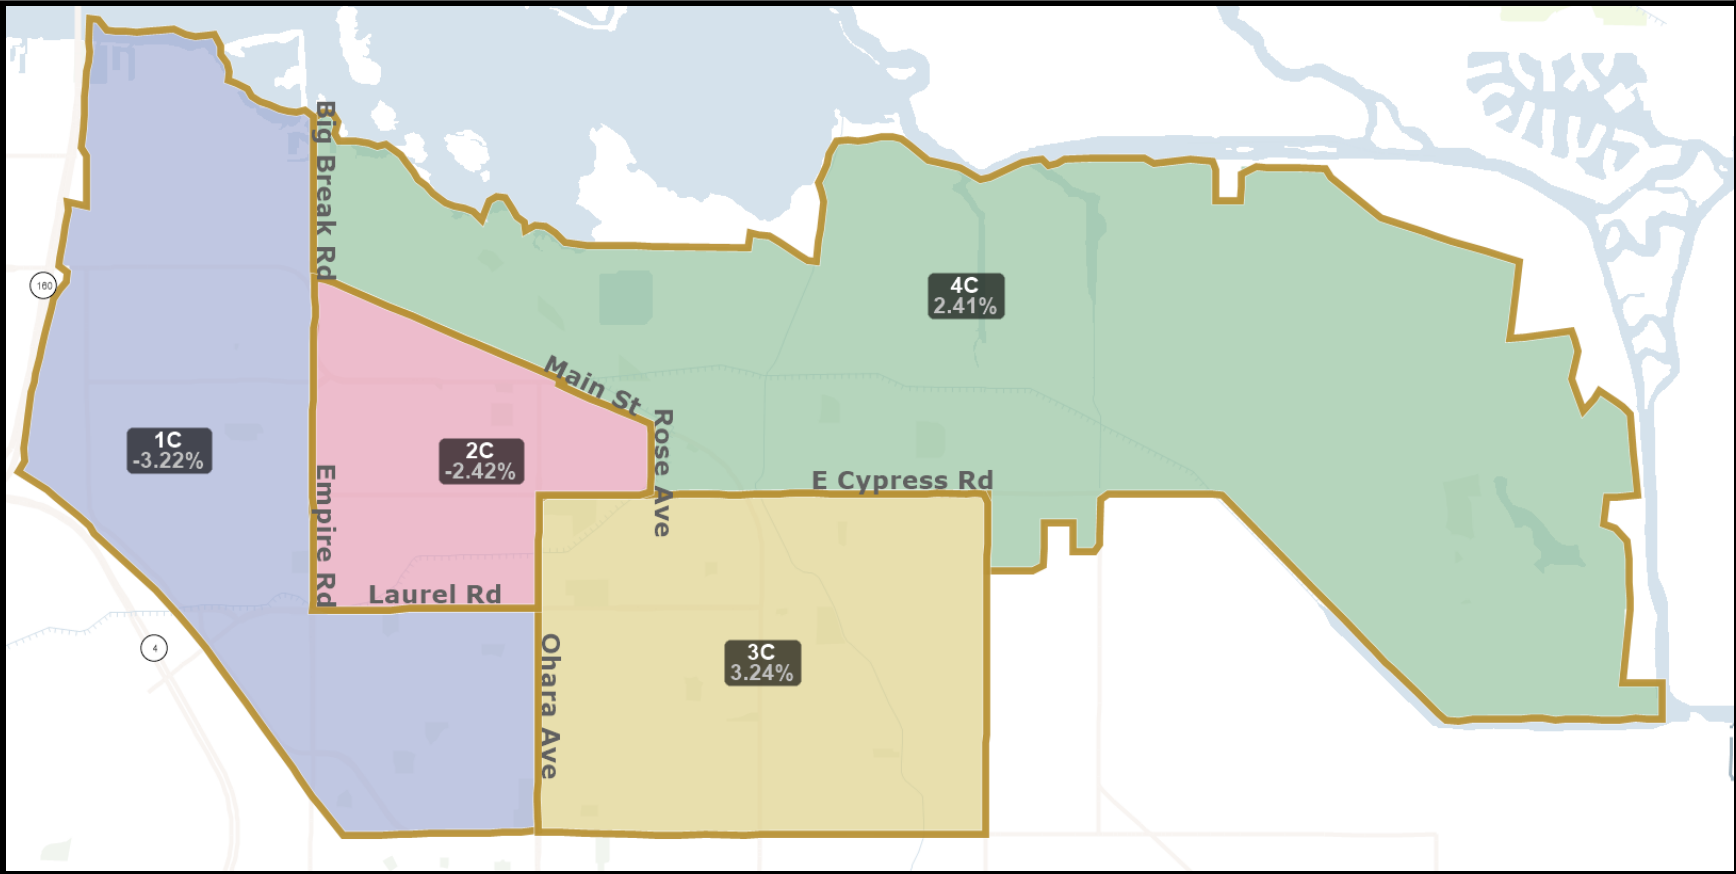 Big Break Rd
160
4C
2.41%
Main St
Rose Ave
1C
-3.22%
2C
-2.42%
E Cypress Rd
Empire Rd
Laurel Rd
4
Ohara Ave
3C
3.24%